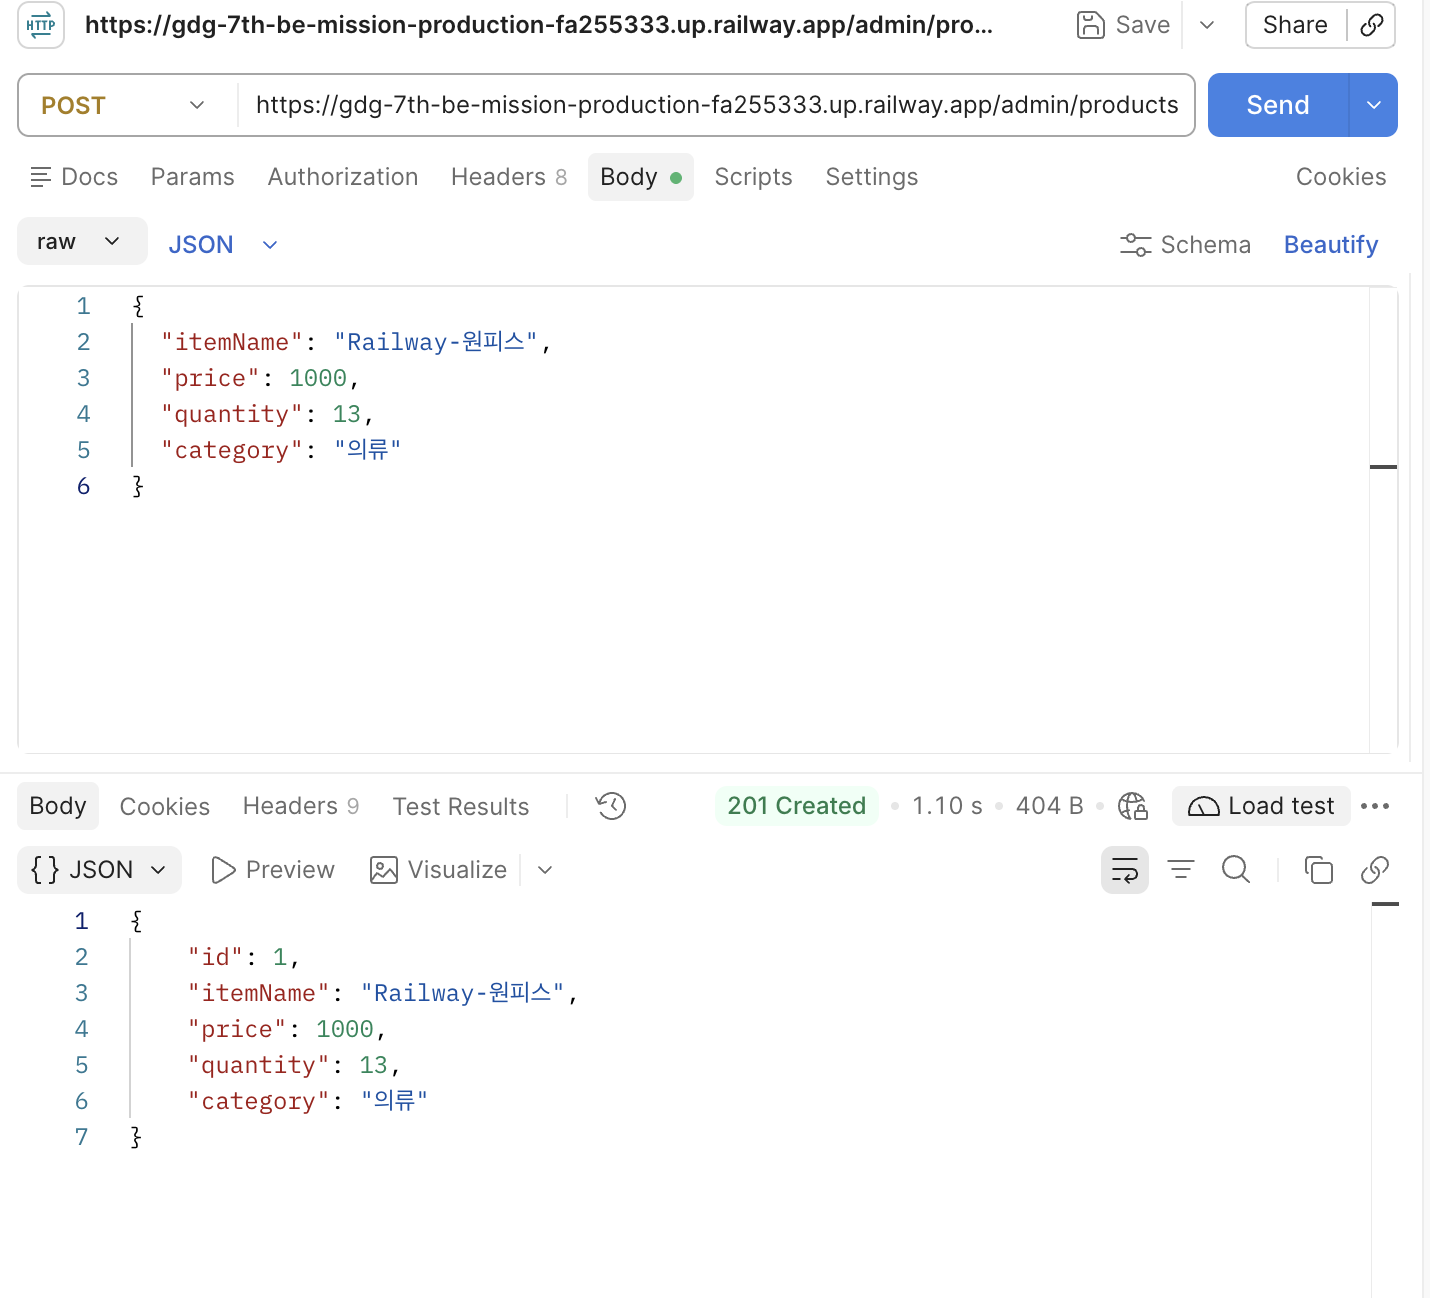 HTTP https://gdg-7th-be-mission-production-fa255333.up.railway.app/admin/pro... Save Share
POST https://gdg-7th-be-mission-production-fa255333.up.railway.app/admin/products Send
Docs Params Authorization Headers 8 Body Scripts Settings Cookies
raw JSON Schema Beautify
1 {
2 "itemName": "Railway-원피스",
3 "price": 1000,
4 "quantity": 13,
5 "category": "의류"
6 }
Body Cookies Headers 9 Test Results 201 Created • 1.10 s • 404 B • Load test
{} JSON Preview Visualize
1 {
2 "id": 1,
3 "itemName": "Railway-원피스",
4 "price": 1000,
5 "quantity": 13,
6 "category": "의류"
7 }